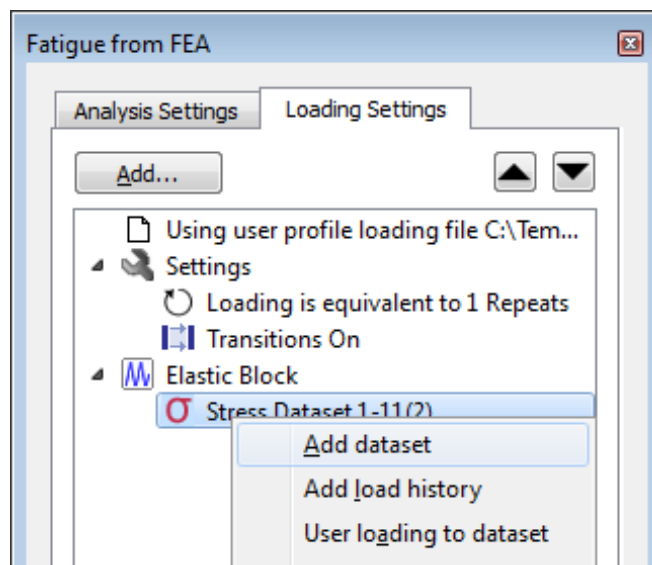 Fatigue from FEA
Analysis Settings
Loading Settings
Add...
Using user profile loading file C:\Tem...
Settings
Loading is equivalent to 1 Repeats
Transitions On
Elastic Block
σ Stress Dataset 1-11(2)
Add dataset
Add load history
User loading to dataset